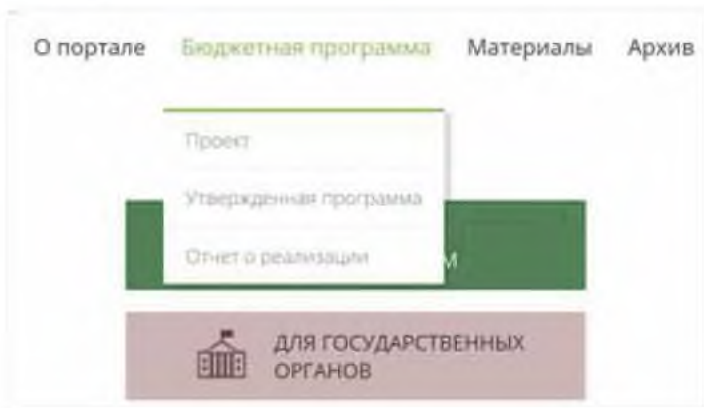 О портале Бюджетная программа Материалы Архив
Проект
Утвержденная программа
Отчет о реализации
М
ДЛЯ ГОСУДАРСТВЕННЫХ
ОРГАНОВ